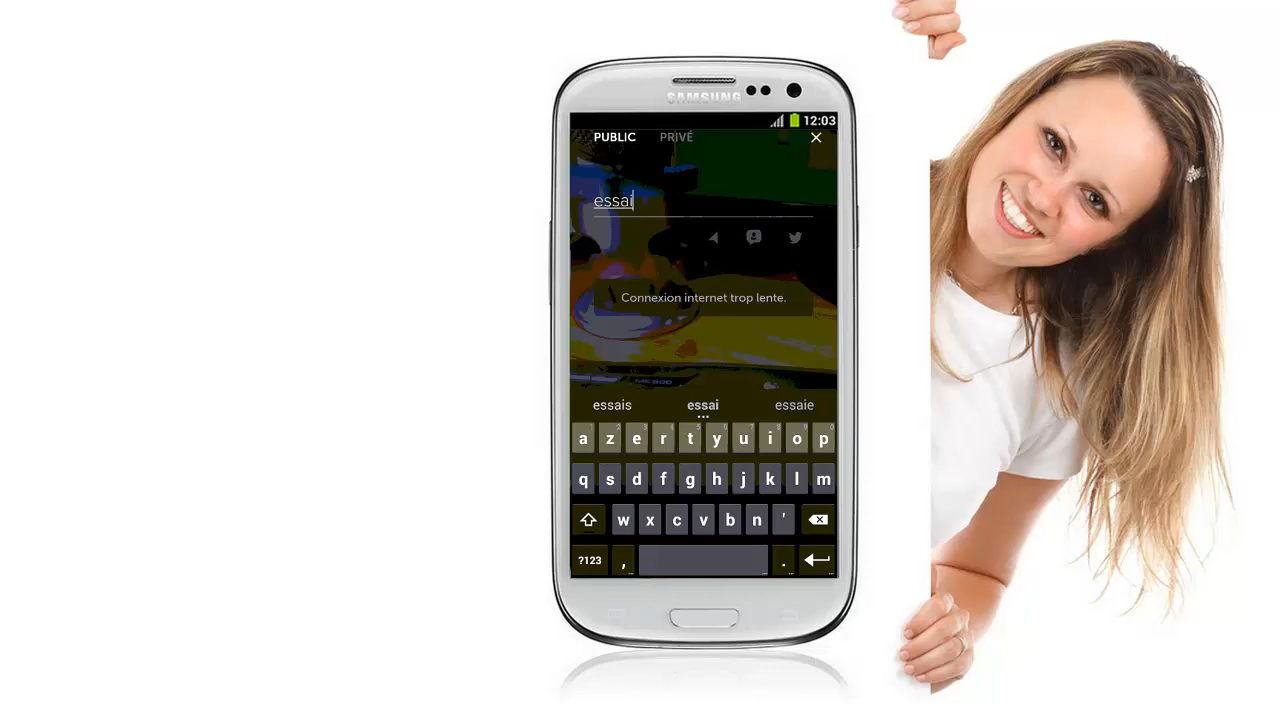 SAMSUNG
12:03
PUBLIC PRIVÉ
essai
Connexion internet trop lente.
essais essai essaie
a z e r t y u i o p
q s d f g h j k l m
w x c v b n '
?123 , .